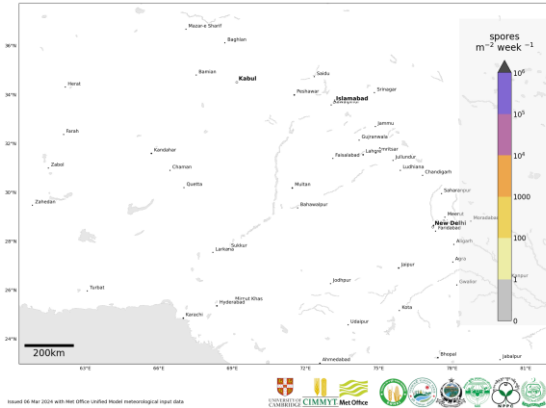 Mazar-e Sharif
36°N
Baghlan
spores
m⁻² week⁻¹
Bamian
Kabul
Saidu
Herat
10⁶
34°N
Peshawar
Islamabad
Rawalpindi
Srinagar
10⁵
Jammu
Farah
Gujranwala
32°N
Kandahar
Faisalabad
Lahore
Amritsar
Jullundur
10⁴
Zabol
Chaman
Ludhiana
Chandigarh
Quetta
Multan
Saharanpur
1000
30°N
Zahedan
Bahawalpur
Meerut
Moradabad
New Delhi
Faridabad
100
28°N
Sukkur
Larkana
Aligarh
Agra
1
Jaipur
Jodhpur
Kanpur
Gwalior
26°N
Turbat
Mirpur Khas
Hyderabad
Karachi
Kota
0
Udaipur
24°N
200km
Ahmedabad
Bhopal
Jabalpur
63°E
66°E
69°E
72°E
75°E
78°E
81°E
Issued 06 Mar 2024 with Met Office Unified Model meteorological input data
UNIVERSITY OF
CAMBRIDGE
CIMMYT
Met Office